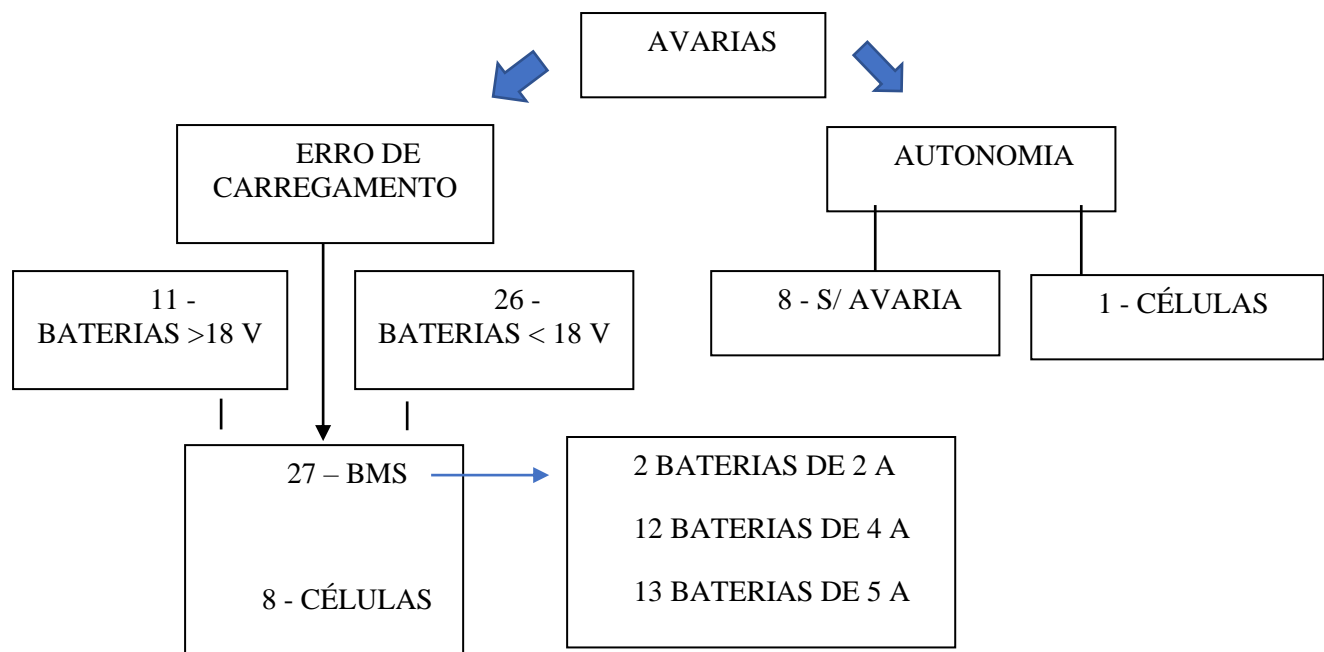 AVARIAS
ERRO DE
CARREGAMENTO
AUTONOMIA
11 -
BATERIAS >18 V
26 -
BATERIAS < 18 V
8 - S/ AVARIA
1 - CÉLULAS
27 – BMS
8 - CÉLULAS
2 BATERIAS DE 2 A
12 BATERIAS DE 4 A
13 BATERIAS DE 5 A